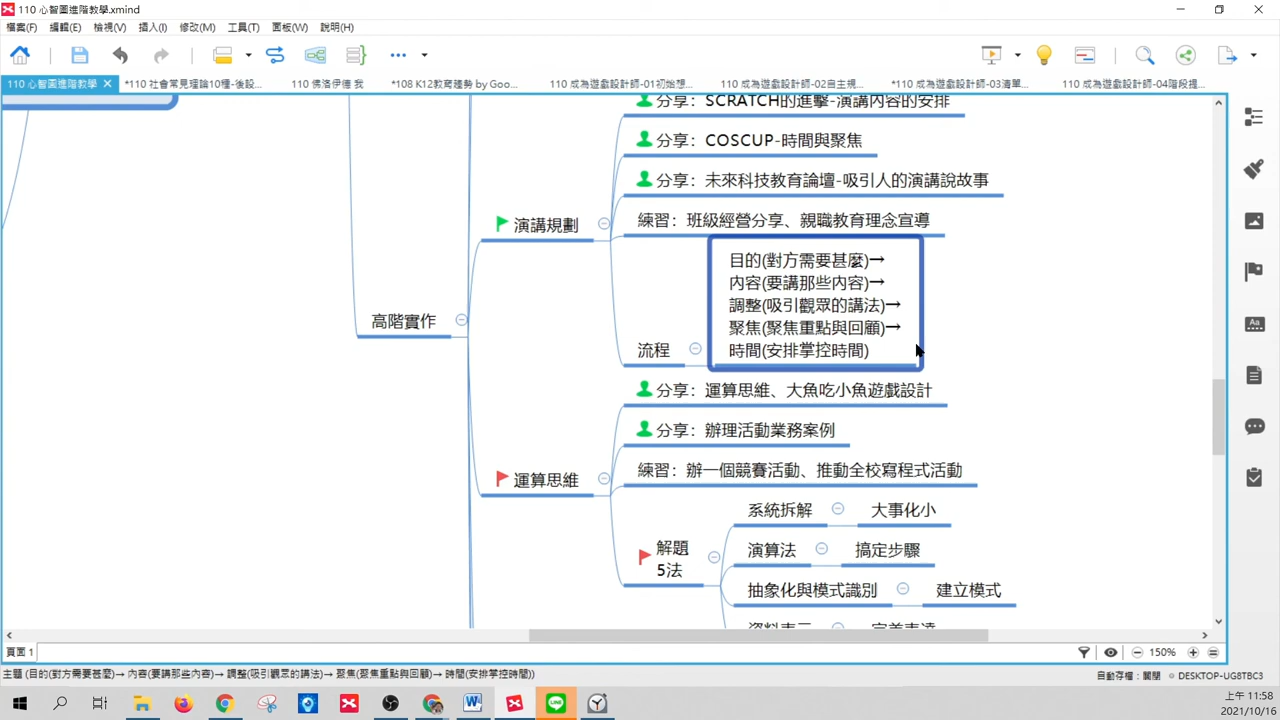 110 心智圖進階教學.xmind
檔案(F) 編輯(E) 檢視(V) 插入(I) 修改(M) 工具(T) 面板(W) 說明(H)
110 心智圖進階教學 *110 社會常見理論10種-後設... 110 佛洛伊德 我 *108 K12教育趨勢 by Goo... 110 成為遊戲設計師-01初始想... 110 成為遊戲設計師-02自主規... *110 成為遊戲設計師-03清單... 110 成為遊戲設計師-04階段提...
分享：SCRATCH的進擊-演講內容的安排
分享：COSCUP-時間與聚焦
分享：未來科技教育論壇-吸引人的演講說故事
演講規劃
練習：班級經營分享、親職教育理念宣導
目的(對方需要甚麼)→
內容(要講那些內容)→
調整(吸引觀眾的講法)→
聚焦(聚焦重點與回顧)→
時間(安排掌控時間)
流程
高階實作
分享：運算思維、大魚吃小魚遊戲設計
分享：辦理活動業務案例
運算思維
練習：辦一個競賽活動、推動全校寫程式活動
解題
5法
系統拆解 大事化小
演算法 搞定步驟
抽象化與模式識別 建立模式
資料表示 定義表達
頁面 1
150%
主題 (目的(對方需要甚麼)→ 內容(要講那些內容)→ 調整(吸引觀眾的講法)→ 聚焦(聚焦重點與回顧)→ 時間(安排掌控時間))
自動存檔：關閉 DESKTOP-UG8TBC3
上午 11:58
2021/10/16